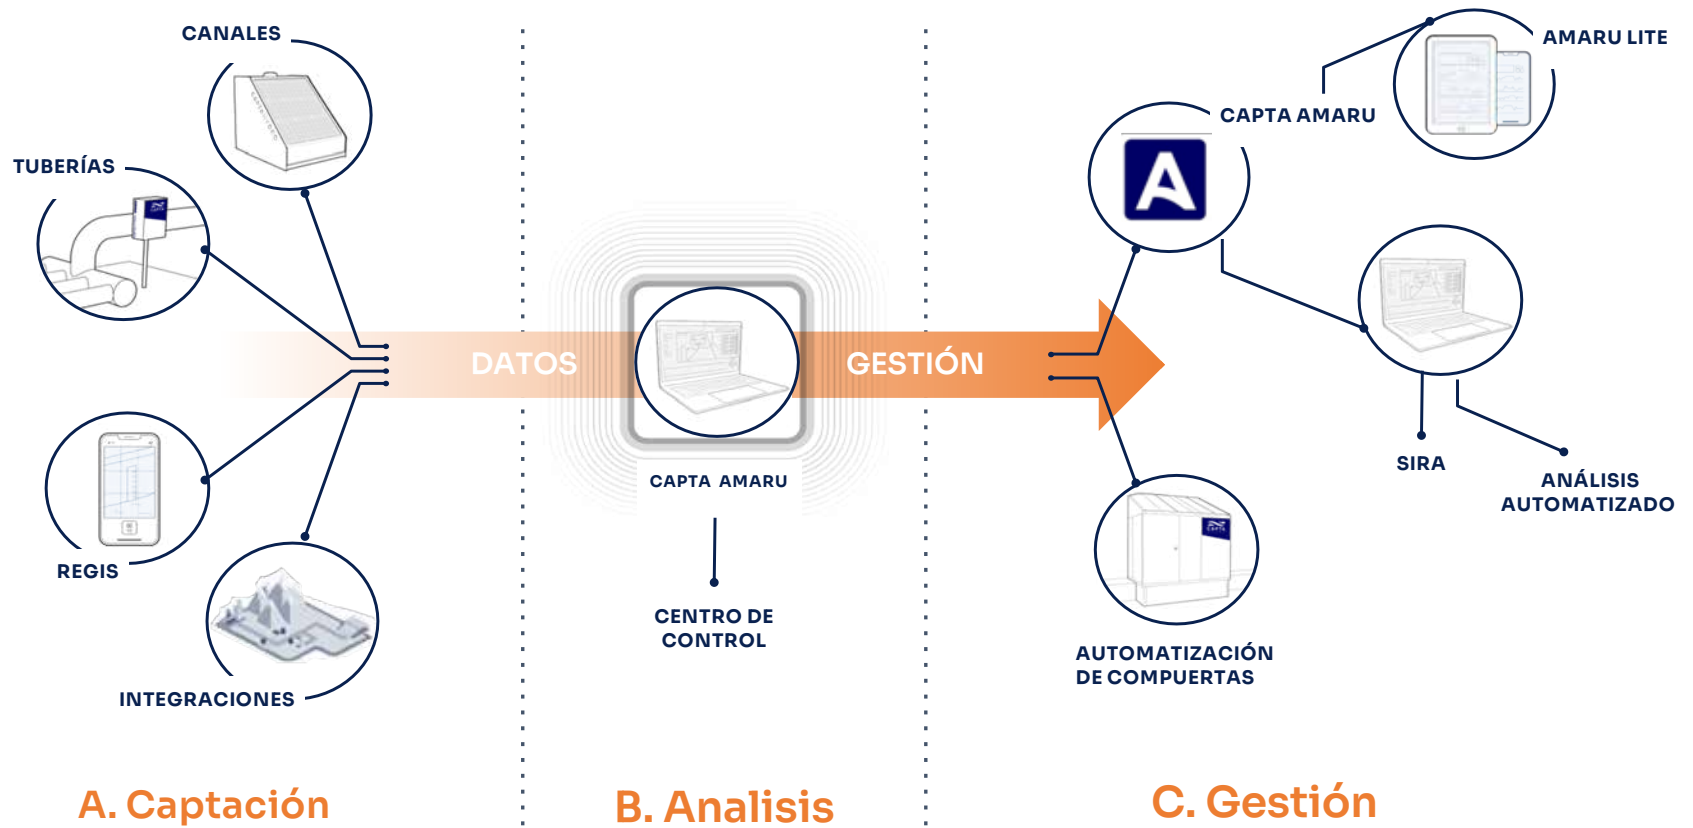 CANALES
TUBERÍAS
REGIS
INTEGRACIONES
DATOS
GESTIÓN
CAPTA AMARU
CENTRO DE
CONTROL
AMARU LITE
CAPTA AMARU
A
SIRA
ANÁLISIS
AUTOMATIZADO
CAPTA
AUTOMATIZACIÓN
DE COMPUERTAS
A. Captación
B. Analisis
C. Gestión